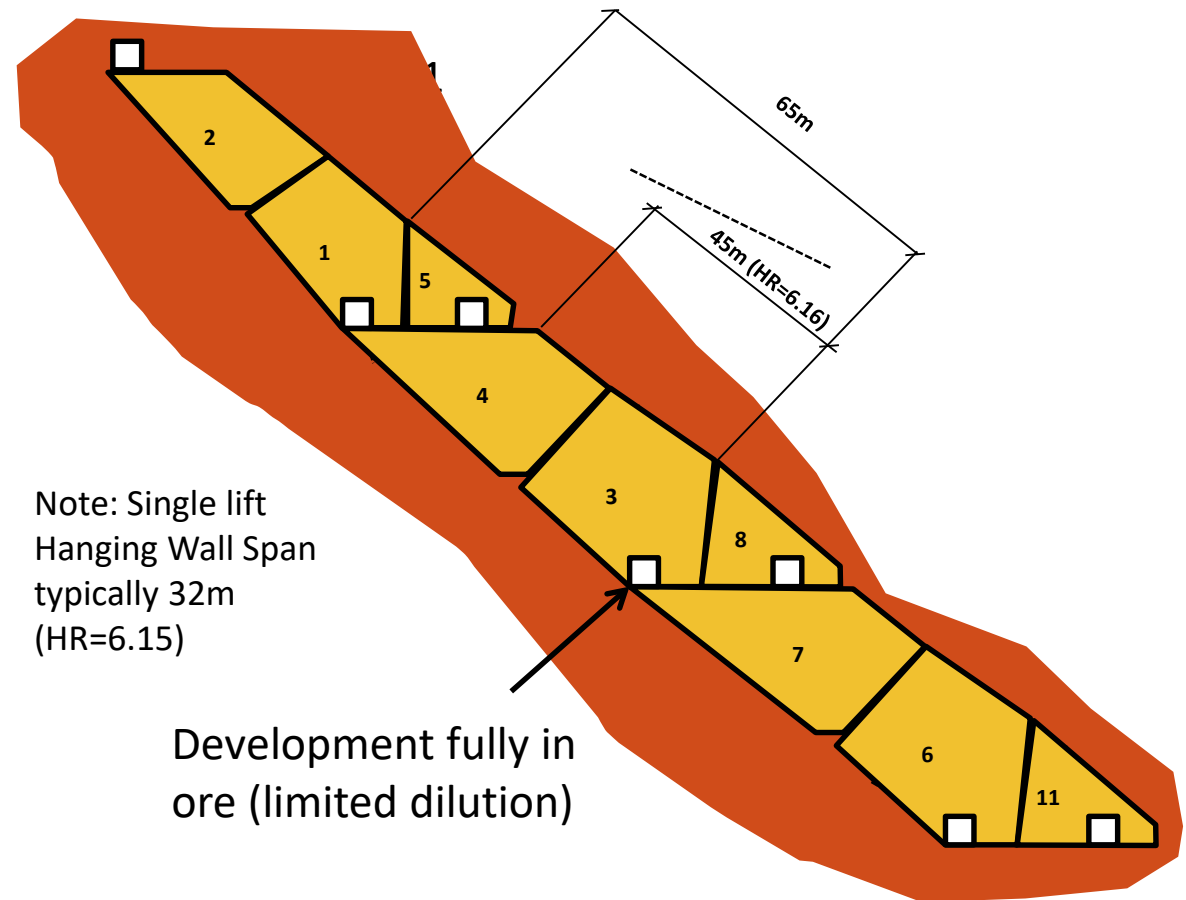 65m
2
45m (HR=6.16)
1
5
4
3
Note: Single lift
Hanging Wall Span
typically 32m
(HR=6.15)
8
7
Development fully in
ore (limited dilution)
6
11